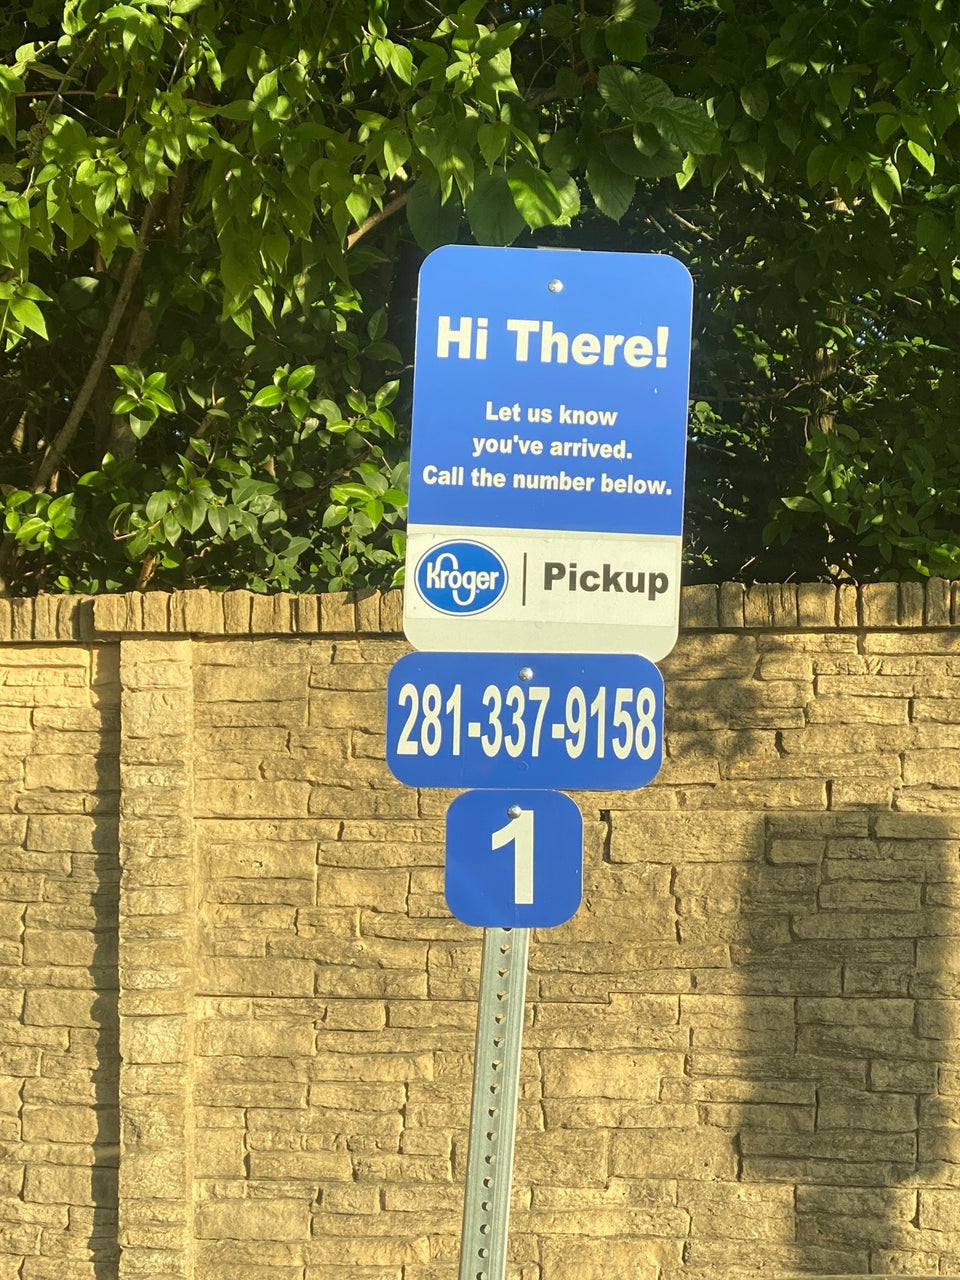 Hi There!
Let us know
you've arrived.
Call the number below.
Kroger | Pickup
281-337-9158
1